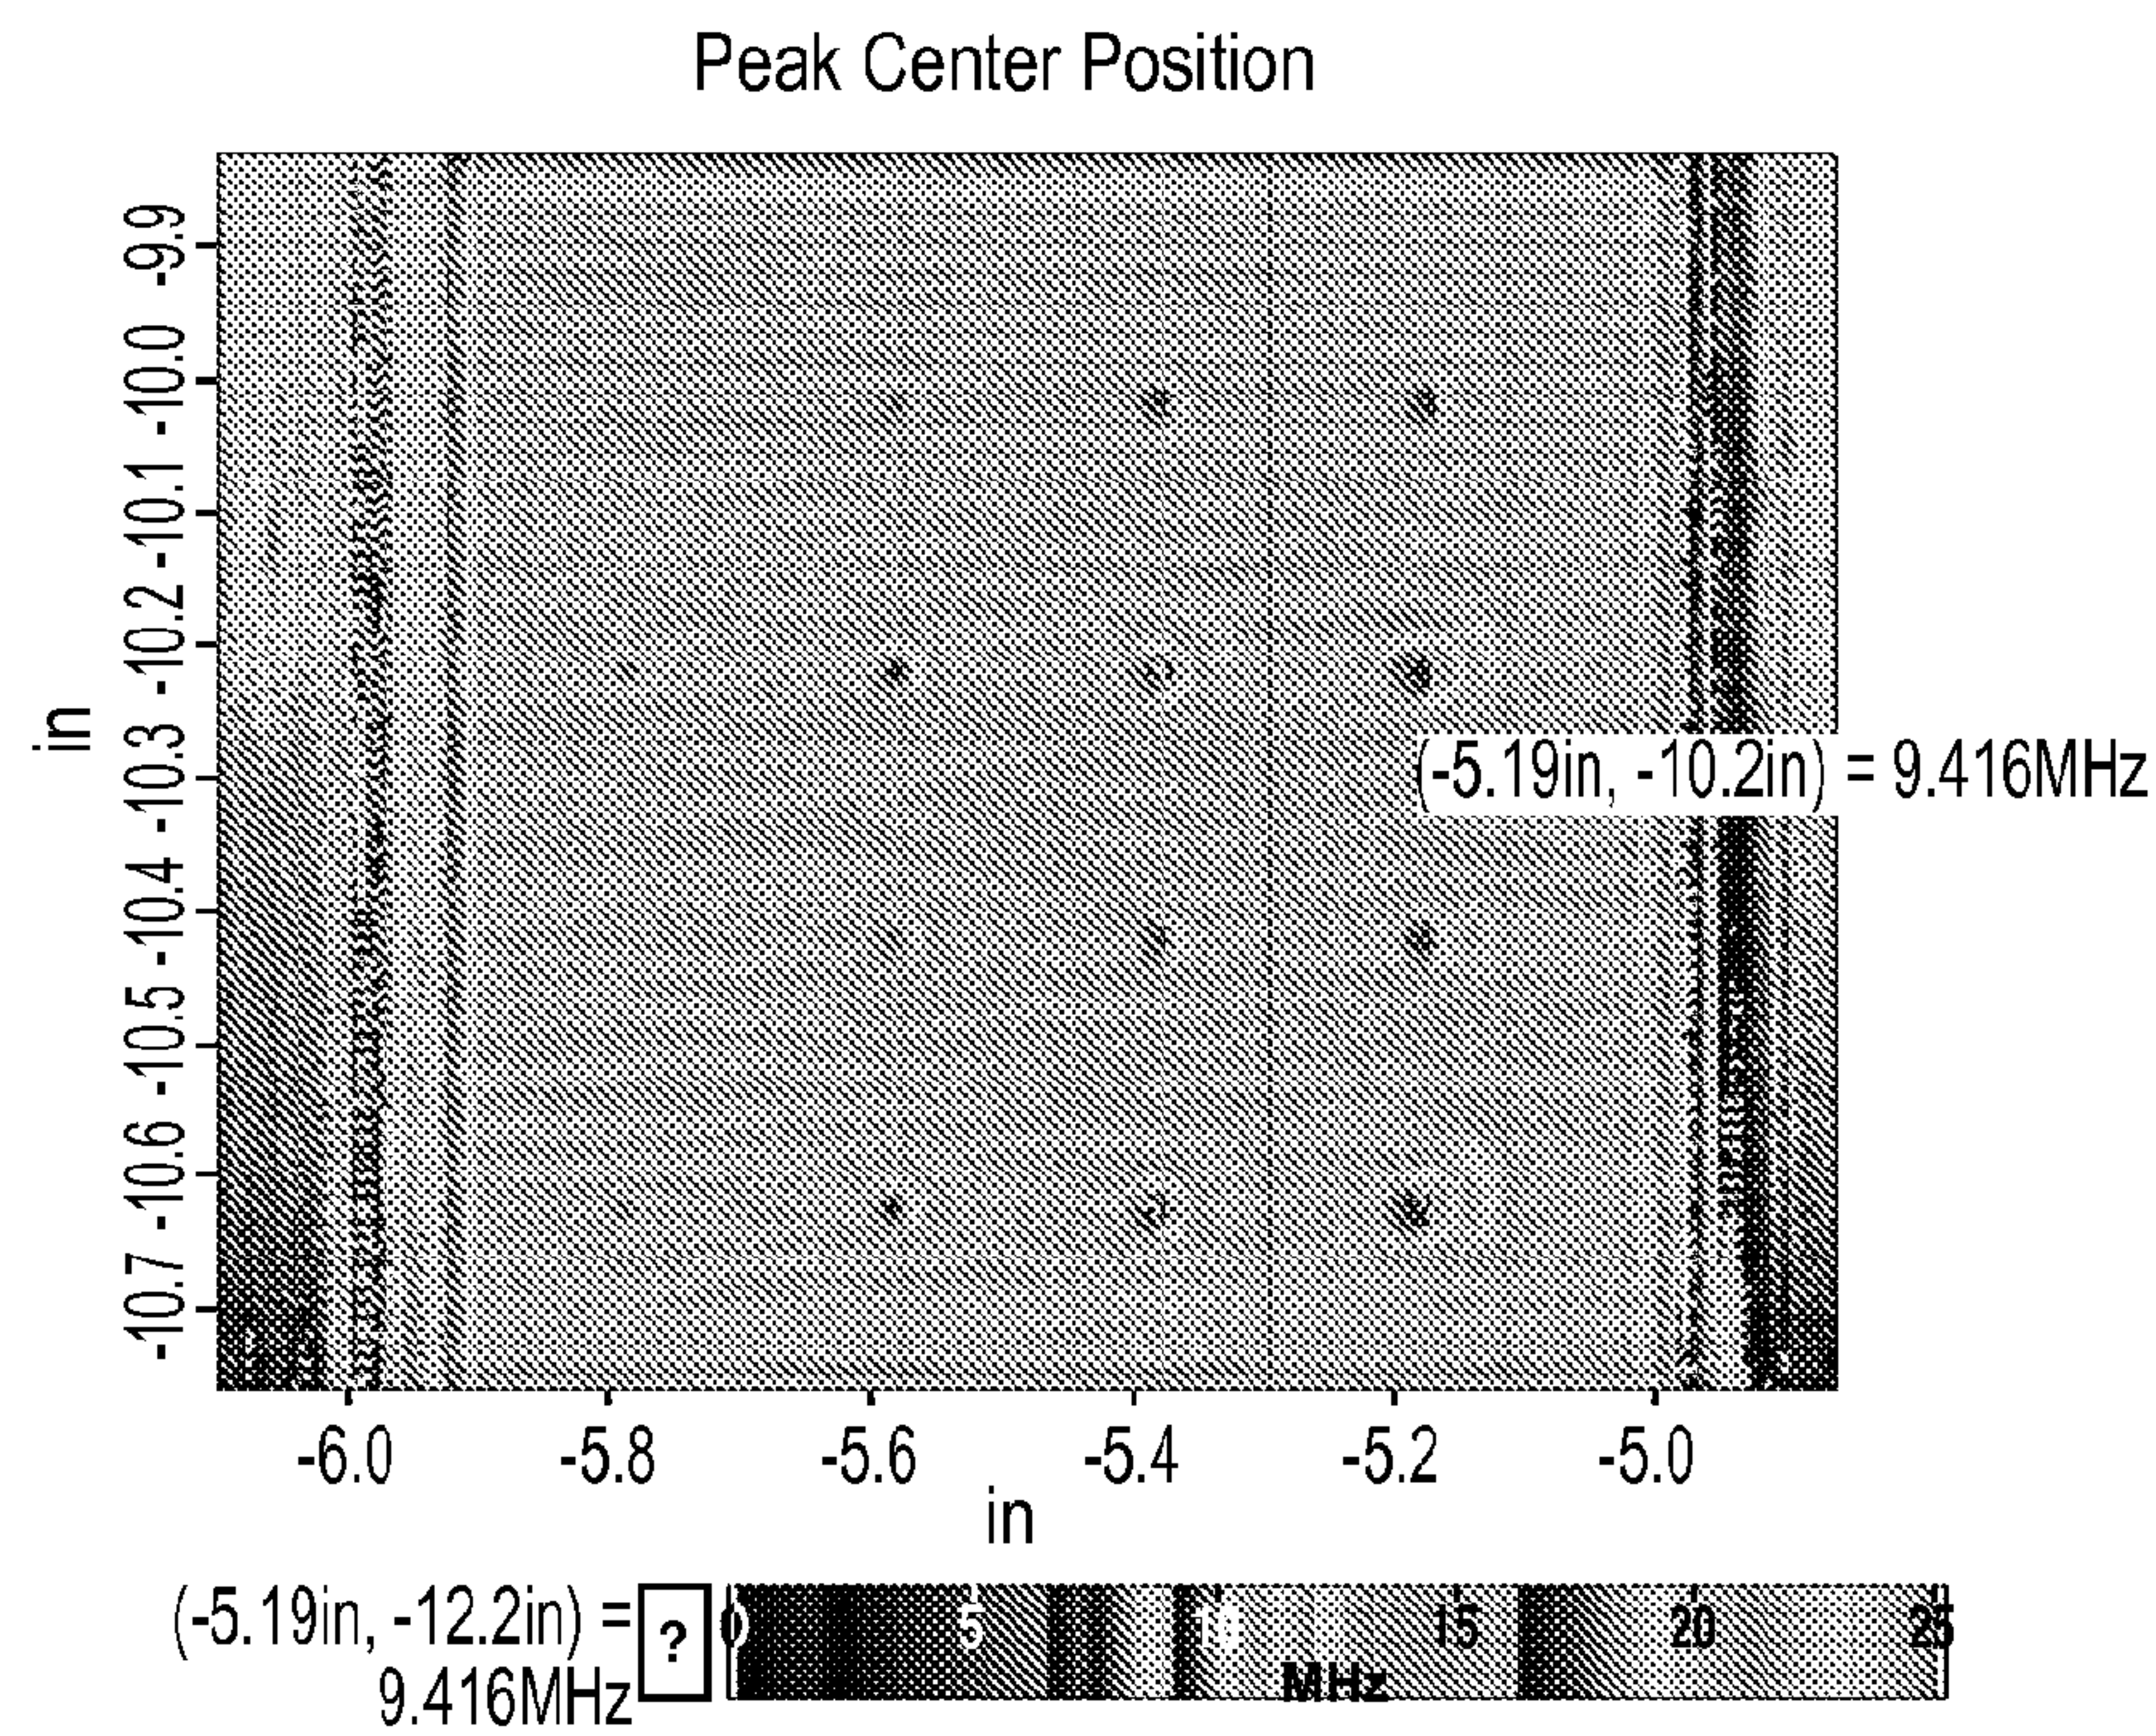 Peak Center Position
in
-9.9
-10.0
-10.1
-10.2
-10.3
-10.4
-10.5
-10.6
-10.7
(-5.19in, -10.2in) = 9.416MHz
-6.0 -5.8 -5.6 -5.4 -5.2 -5.0
in
(-5.19in, -12.2in) =
9.416MHz
?
0 5 10 15 20 25
MHz